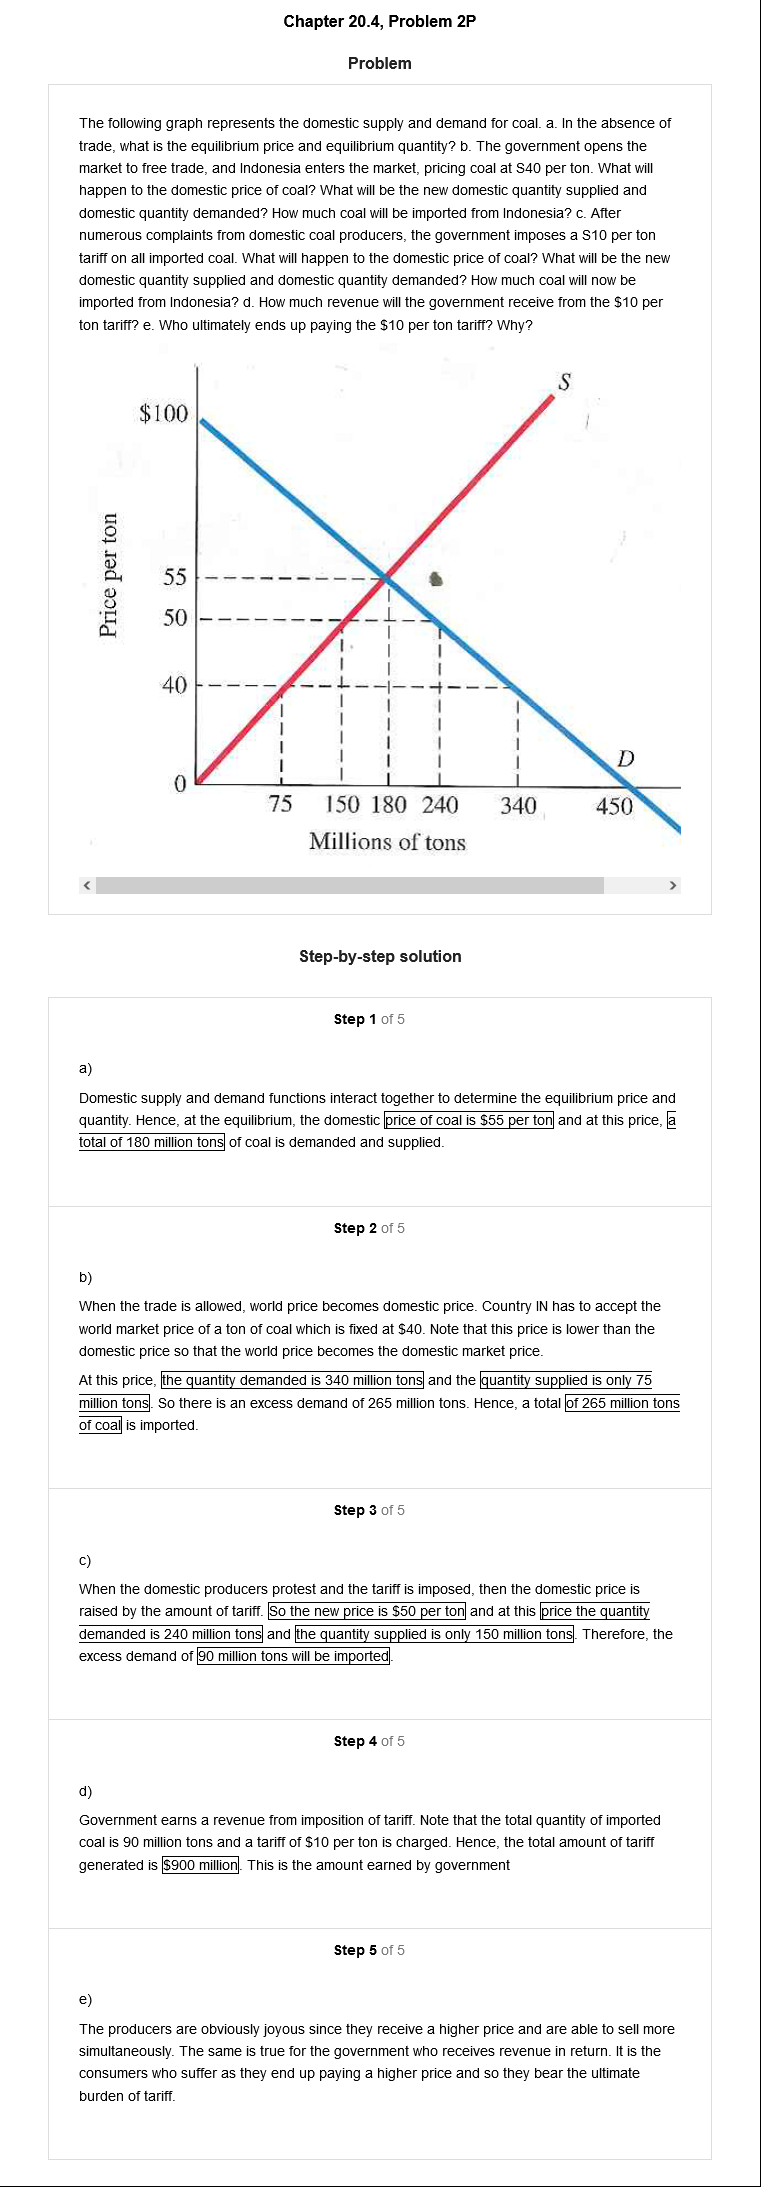 Chapter 20.4, Problem 2P
Problem
The following graph represents the domestic supply and demand for coal. a. In the absence of
trade, what is the equilibrium price and equilibrium quantity? b. The government opens the
market to free trade, and Indonesia enters the market, pricing coal at S40 per ton. What will
happen to the domestic price of coal? What will be the new domestic quantity supplied and
domestic quantity demanded? How much coal will be imported from Indonesia? c. After
numerous complaints from domestic coal producers, the government imposes a S10 per ton
tariff on all imported coal. What will happen to the domestic price of coal? What will be the new
domestic quantity supplied and domestic quantity demanded? How much coal will now be
imported from Indonesia? d. How much revenue will the government receive from the $10 per
ton tariff? e. Who ultimately ends up paying the $10 per ton tariff? Why?
S
$100
Price per ton
55
50
40
D
0
75 150 180 240 340 450
Millions of tons
Step-by-step solution
Step 1 of 5
a)
Domestic supply and demand functions interact together to determine the equilibrium price and
quantity. Hence, at the equilibrium, the domestic price of coal is $55 per ton and at this price, a
total of 180 million tons of coal is demanded and supplied.
Step 2 of 5
b)
When the trade is allowed, world price becomes domestic price. Country IN has to accept the
world market price of a ton of coal which is fixed at $40. Note that this price is lower than the
domestic price so that the world price becomes the domestic market price.
At this price, the quantity demanded is 340 million tons and the quantity supplied is only 75
million tons. So there is an excess demand of 265 million tons. Hence, a total of 265 million tons
of coal is imported.
Step 3 of 5
c)
When the domestic producers protest and the tariff is imposed, then the domestic price is
raised by the amount of tariff. So the new price is $50 per ton and at this price the quantity
demanded is 240 million tons and the quantity supplied is only 150 million tons. Therefore, the
excess demand of 90 million tons will be imported.
Step 4 of 5
d)
Government earns a revenue from imposition of tariff. Note that the total quantity of imported
coal is 90 million tons and a tariff of $10 per ton is charged. Hence, the total amount of tariff
generated is $900 million. This is the amount earned by government
Step 5 of 5
e)
The producers are obviously joyous since they receive a higher price and are able to sell more
simultaneously. The same is true for the government who receives revenue in return. It is the
consumers who suffer as they end up paying a higher price and so they bear the ultimate
burden of tariff.